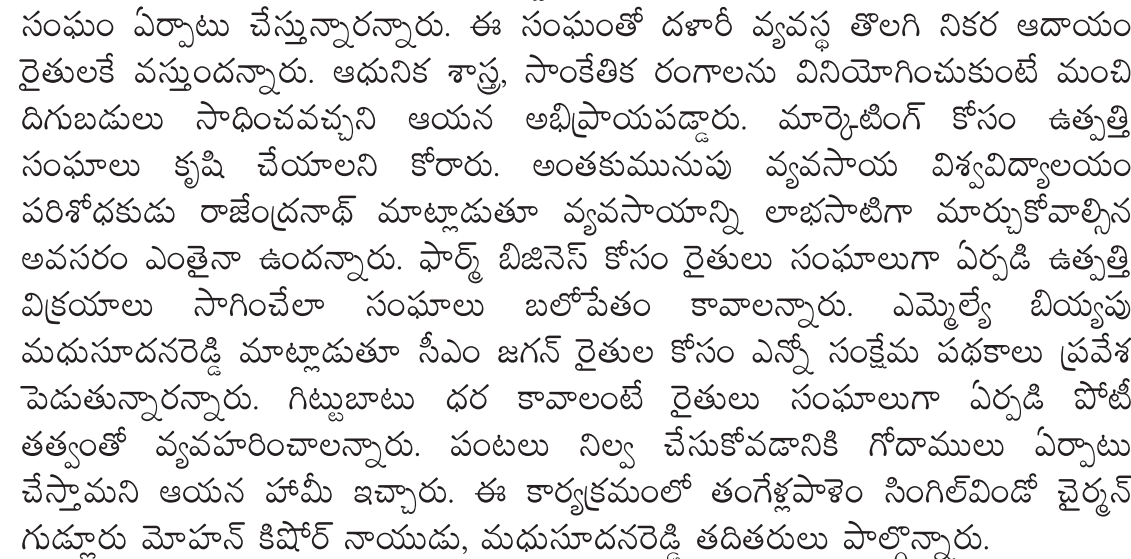 సంఘం ఏర్పాటు చేస్తున్నారన్నారు. ఈ సంఘంతో దళారీ వ్యవస్థ తొలగి నికర ఆదాయం
రైతులకే వస్తుందన్నారు. ఆధునిక శాస్త్ర, సాంకేతిక రంగాలను వినియోగించుకుంటే మంచి
దిగుబడులు సాధించవచ్చని ఆయన అభిప్రాయపడ్డారు. మార్కెటింగ్ కోసం ఉత్పత్తి
సంఘాలు కృషి చేయాలని కోరారు. అంతకుమునుపు వ్యవసాయ విశ్వవిద్యాలయం
పరిశోధకుడు రాజేంద్రనాథ్ మాట్లాడుతూ వ్యవసాయాన్ని లాభసాటిగా మార్చుకోవాల్సిన
అవసరం ఎంతైనా ఉందన్నారు. ఫార్మ్ బిజినెస్ కోసం రైతులు సంఘాలుగా ఏర్పడి ఉత్పత్తి
విక్రయాలు సాగించేలా సంఘాలు బలోపేతం కావాలన్నారు. ఎమ్మెల్యే బియ్యపు
మధుసూదనరెడ్డి మాట్లాడుతూ సీఎం జగన్ రైతుల కోసం ఎన్నో సంక్షేమ పథకాలు ప్రవేశ
పెడుతున్నారన్నారు. గిట్టుబాటు ధర కావాలంటే రైతులు సంఘాలుగా ఏర్పడి పోటీ
తత్వంతో వ్యవహరించాలన్నారు. పంటలు నిల్వ చేసుకోవడానికి గోదాములు ఏర్పాటు
చేస్తామని ఆయన హామీ ఇచ్చారు. ఈ కార్యక్రమంలో తంగేళ్లపాళెం సింగిల్‌విండో చైర్మన్
గుడ్లూరు మోహన్ కిషోర్ నాయుడు, మధుసూదనరెడ్డి తదితరులు పాల్గొన్నారు.